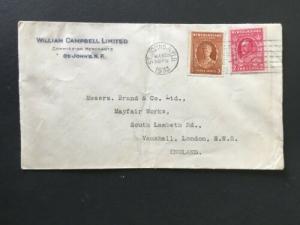 WILLIAM CAMPBELL LIMITED
COMMISSION MERCHANTS
ST. JOHN'S, N.F.
NEWFOUNDLAND
NEWFOUNDLAND
Messrs. Brand & Co. Ltd.,
Mayfair Works,
South Lambeth Rd.,
Vauxhall, London, S.W.8.
ENGLAND.